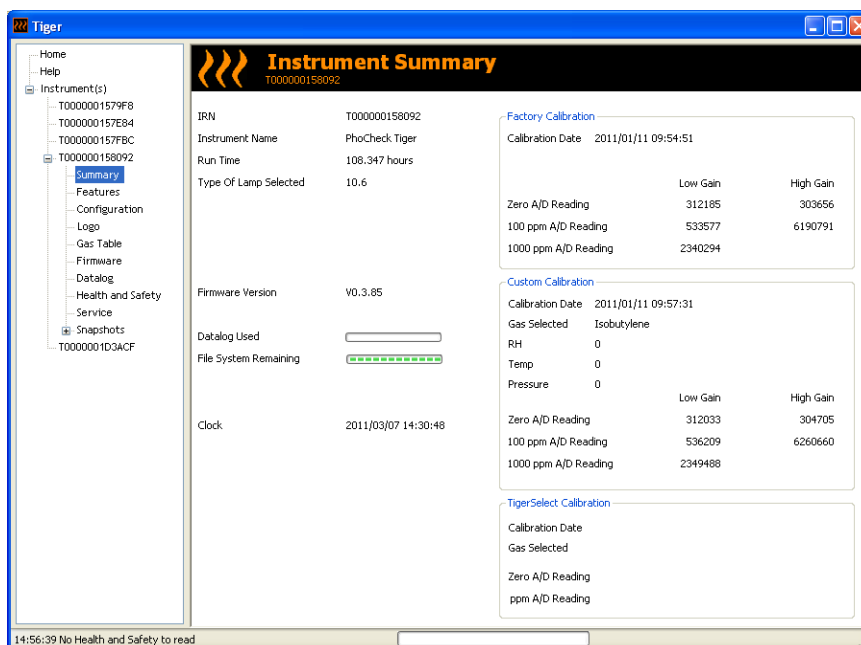 Tiger
Home
Help
Instrument(s)
T0000001579F8
T000000157E84
T000000157FBC
T000000158092
Summary
Features
Configuration
Logo
Gas Table
Firmware
Datalog
Health and Safety
Service
Snapshots
T0000001D3ACF
Instrument Summary
T000000158092
IRN T000000158092
Instrument Name PhoCheck Tiger
Run Time 108.347 hours
Type Of Lamp Selected 10.6
Firmware Version V0.3.85
Datalog Used
File System Remaining
Clock 2011/03/07 14:30:48
Factory Calibration
Calibration Date 2011/01/11 09:54:51
Low Gain High Gain
Zero A/D Reading 312185 303656
100 ppm A/D Reading 533577 6190791
1000 ppm A/D Reading 2340294
Custom Calibration
Calibration Date 2011/01/11 09:57:31
Gas Selected Isobutylene
RH 0
Temp 0
Pressure 0
Low Gain High Gain
Zero A/D Reading 312033 304705
100 ppm A/D Reading 536209 6260660
1000 ppm A/D Reading 2349488
TigerSelect Calibration
Calibration Date
Gas Selected
Zero A/D Reading
ppm A/D Reading
14:56:39 No Health and Safety to read